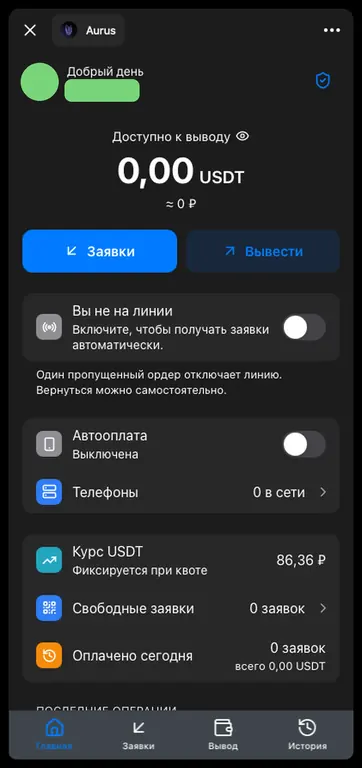 Aurus
Добрый день
Доступно к выводу
0,00 USDT
≈ 0 ₽
Заявки
Вывести
Вы не на линии
Включите, чтобы получать заявки
автоматически.
Один пропущенный ордер отключает линию.
Вернуться можно самостоятельно.
Автооплата
Выключена
Телефоны
0 в сети
Курс USDT
Фиксируется при квоте
86,36 ₽
Свободные заявки
0 заявок
Оплачено сегодня
0 заявок
всего 0,00 USDT
ПОСЛЕДНИЕ ОПЕРАЦИИ
Главная
Заявки
Вывод
История